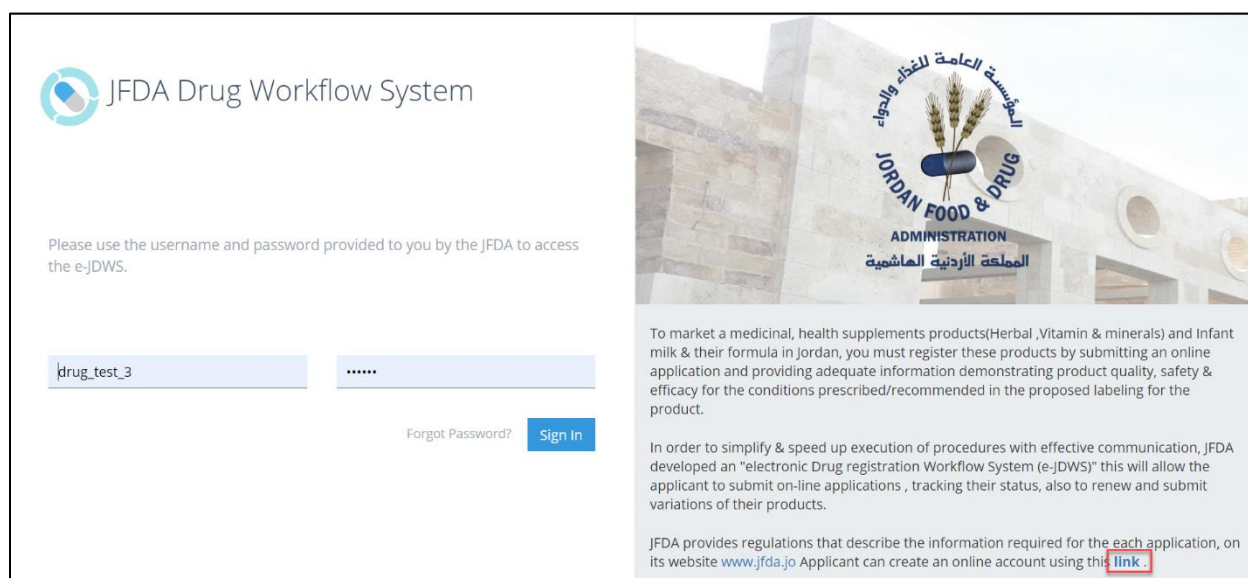 JFDA Drug Workflow System
Please use the username and password provided to you by the JFDA to access
the e-JDWS.
drug_test_3
••••••
Forgot Password?
Sign In
المؤسسة العامة للغذاء والدواء
JORDAN FOOD & DRUG
ADMINISTRATION
المملكة الأردنية الهاشمية
To market a medicinal, health supplements products(Herbal ,Vitamin & minerals) and Infant
milk & their formula in Jordan, you must register these products by submitting an online
application and providing adequate information demonstrating product quality, safety &
efficacy for the conditions prescribed/recommended in the proposed labeling for the
product.
In order to simplify & speed up execution of procedures with effective communication, JFDA
developed an "electronic Drug registration Workflow System (e-JDWS)" this will allow the
applicant to submit on-line applications , tracking their status, also to renew and submit
variations of their products.
JFDA provides regulations that describe the information required for the each application, on
its website www.jfda.jo Applicant can create an online account using this link .